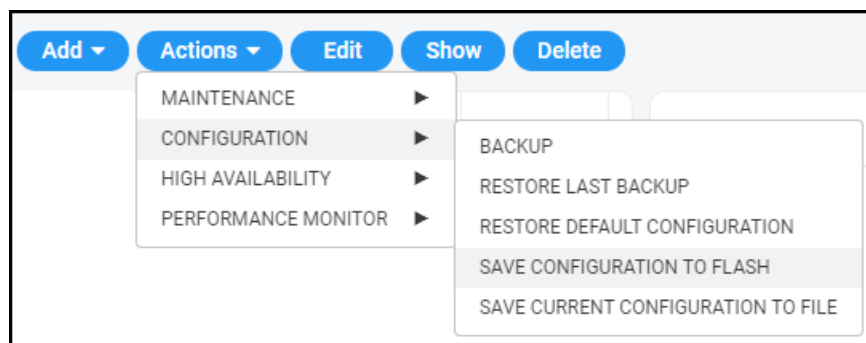 Add Actions Edit Show Delete
MAINTENANCE
CONFIGURATION
HIGH AVAILABILITY
PERFORMANCE MONITOR
BACKUP
RESTORE LAST BACKUP
RESTORE DEFAULT CONFIGURATION
SAVE CONFIGURATION TO FLASH
SAVE CURRENT CONFIGURATION TO FILE